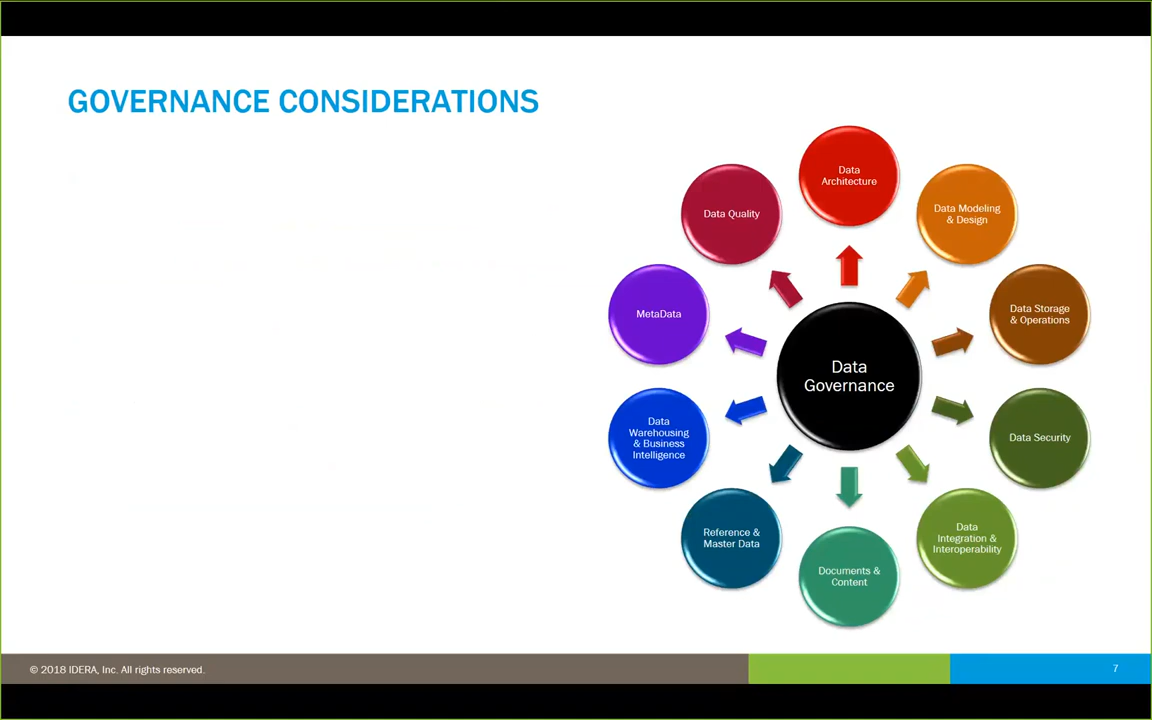 GOVERNANCE CONSIDERATIONS
Data
Architecture
Data Modeling
& Design
Data Storage
& Operations
Data Security
Data
Integration &
Interoperability
Documents &
Content
Reference &
Master Data
Data
Warehousing
& Business
Intelligence
MetaData
Data Quality
Data
Governance
© 2018 IDERA, Inc. All rights reserved.
7